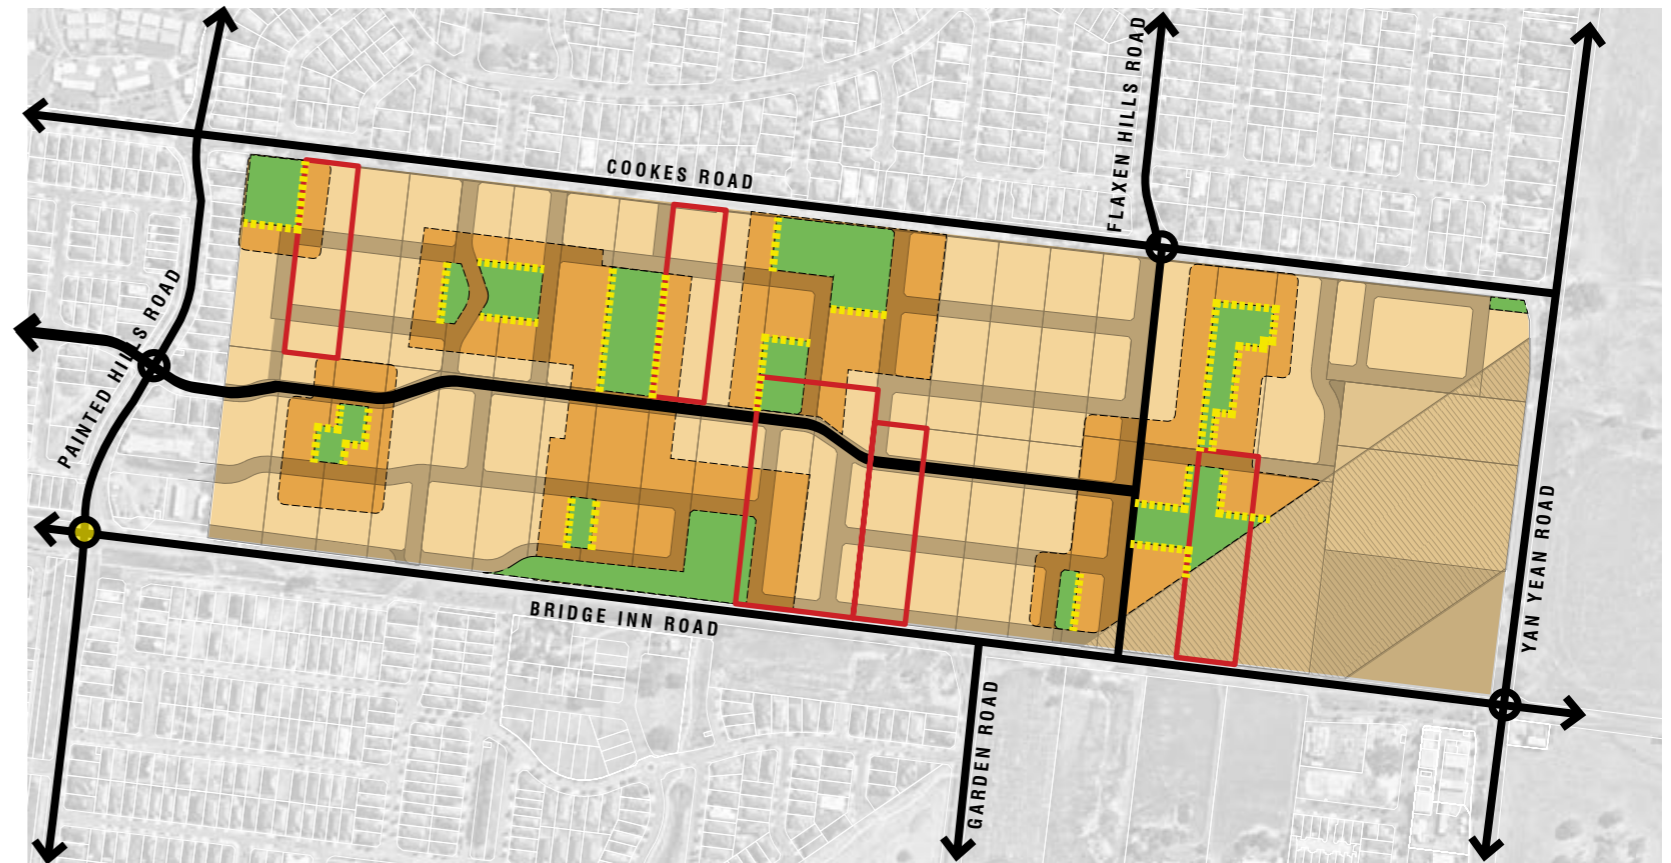 FLAXEN HILLS ROAD
COOKES ROAD
PAINTED HILLS ROAD
YAN YEAN ROAD
BRIDGE INN ROAD
GARDEN ROAD